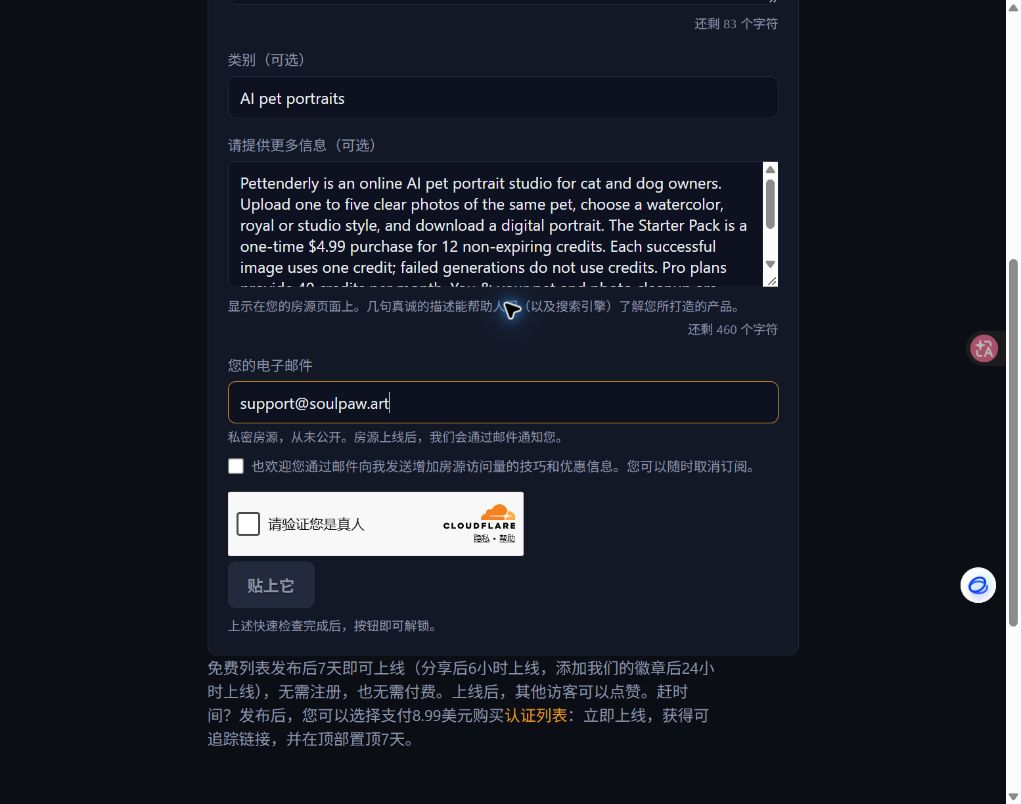 还剩 83 个字符
类别（可选）
AI pet portraits
请提供更多信息（可选）
Pettenderly is an online AI pet portrait studio for cat and dog owners.
Upload one to five clear photos of the same pet, choose a watercolor,
royal or studio style, and download a digital portrait. The Starter Pack is a
one-time $4.99 purchase for 12 non-expiring credits. Each successful
image uses one credit; failed generations do not use credits. Pro plans
provide 40 credits per month. You & your pet and photo cleanup are
显示在您的房源页面上。几句真诚的描述能帮助人们（以及搜索引擎）了解您所打造的产品。
还剩 460 个字符
您的电子邮件
support@soulpaw.art
私密房源，从未公开。房源上线后，我们会通过邮件通知您。
也欢迎您通过邮件向我发送增加房源访问量的技巧和优惠信息。您可以随时取消订阅。
请验证您是真人
CLOUDFLARE
隐私 • 帮助
贴上它
上述快速检查完成后，按钮即可解锁。
免费列表发布后7天即可上线（分享后6小时上线，添加我们的徽章后24小
时上线），无需注册，也无需付费。上线后，其他访客可以点赞。赶时
间？发布后，您可以选择支付8.99美元购买认证列表：立即上线，获得可
追踪链接，并在顶部置顶7天。